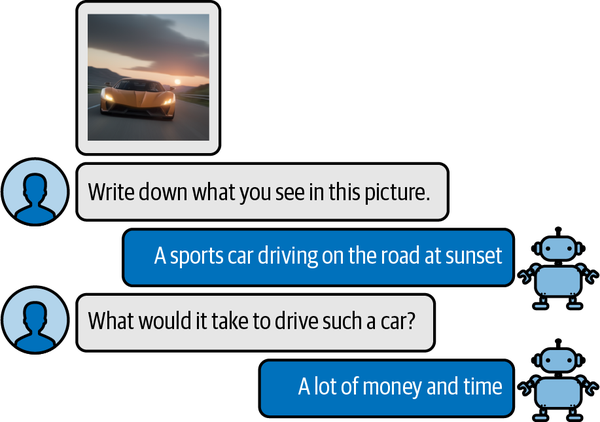 Write down what you see in this picture.
A sports car driving on the road at sunset
What would it take to drive such a car?
A lot of money and time